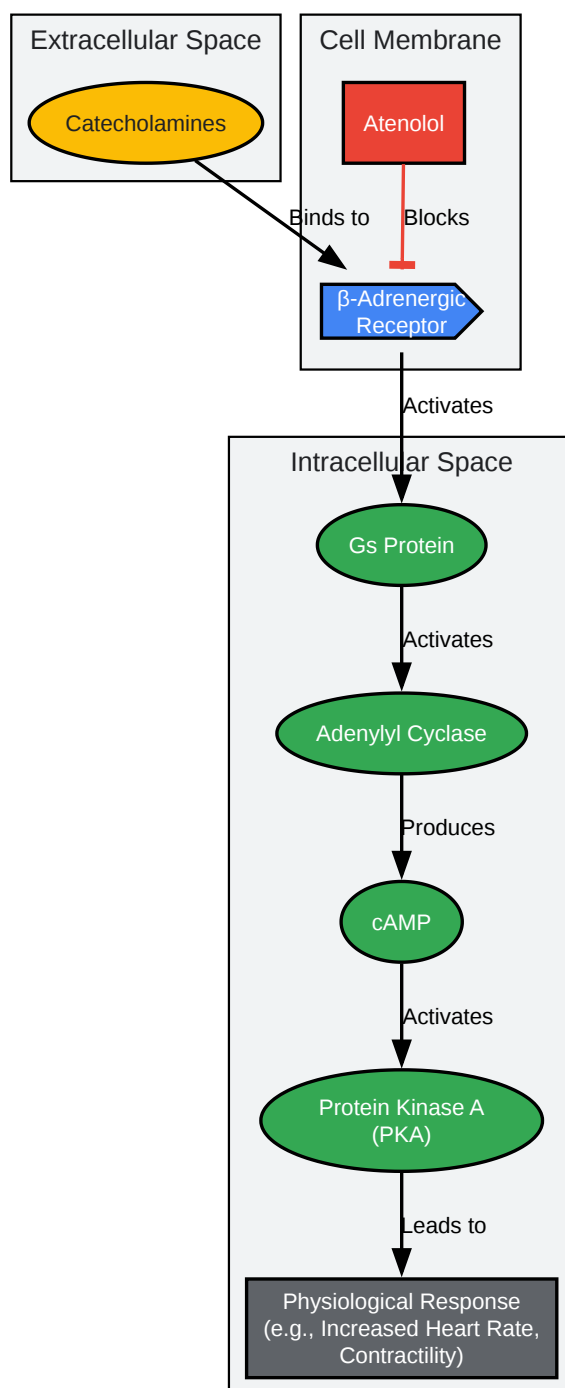 Extracellular Space
Cell Membrane
Catecholamines
Atenolol
Binds to
Blocks
β-Adrenergic
Receptor
Activates
Intracellular Space
Gs Protein
Activates
Adenylyl Cyclase
Produces
cAMP
Activates
Protein Kinase A
(PKA)
Leads to
Physiological Response
(e.g., Increased Heart Rate,
Contractility)